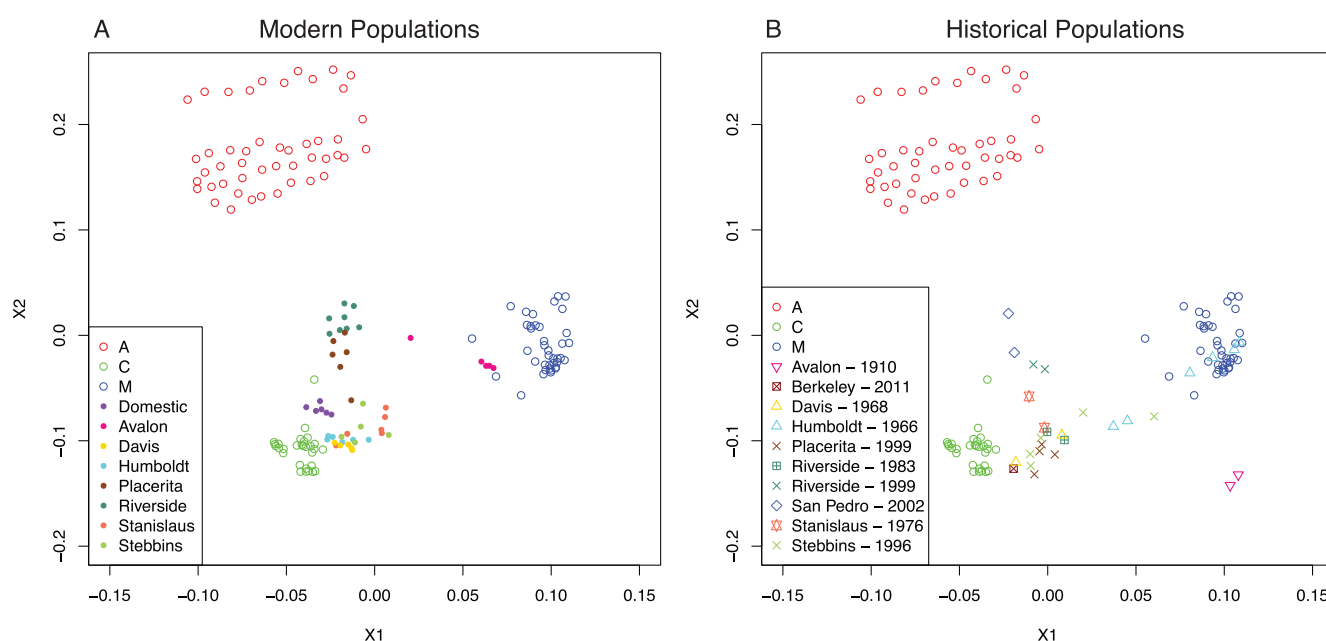 A Modern Populations
0.2
0.1
0.0
−0.1
−0.2
X2
A
C
M
Domestic
Avalon
Davis
Humboldt
Placerita
Riverside
Stanislaus
Stebbins
−0.15 −0.10 −0.05 0.00 0.05 0.10 0.15
X1
B Historical Populations
0.2
0.1
0.0
−0.1
−0.2
X2
A
C
M
Avalon − 1910
Berkeley − 2011
Davis − 1968
Humboldt − 1966
Placerita − 1999
Riverside − 1983
Riverside − 1999
San Pedro − 2002
Stanislaus − 1976
Stebbins − 1996
−0.15 −0.10 −0.05 0.00 0.05 0.10 0.15
X1